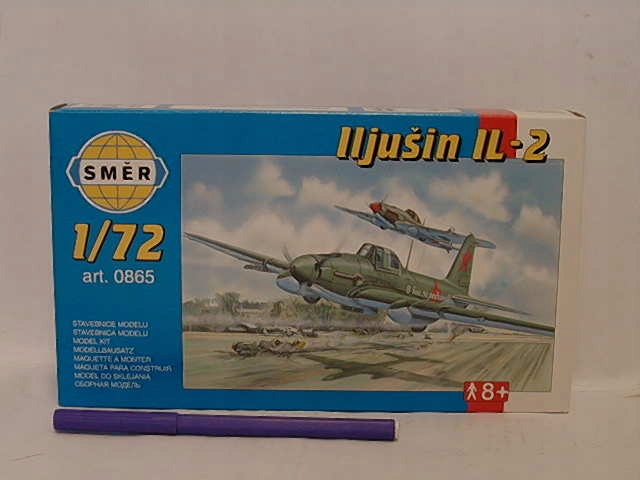 Iljušin IL-2
SMĚR
1/72
art. 0865
STAVEBNICE MODELU
STAVEBNICA MODELU
MODEL KIT
MODELLBAUSATZ
MAQUETTE A MONTER
MAQUETA PARA CONSTRUIR
MODEL DO SKLEJANIA
СБОРНАЯ МОДЕЛЬ
8+